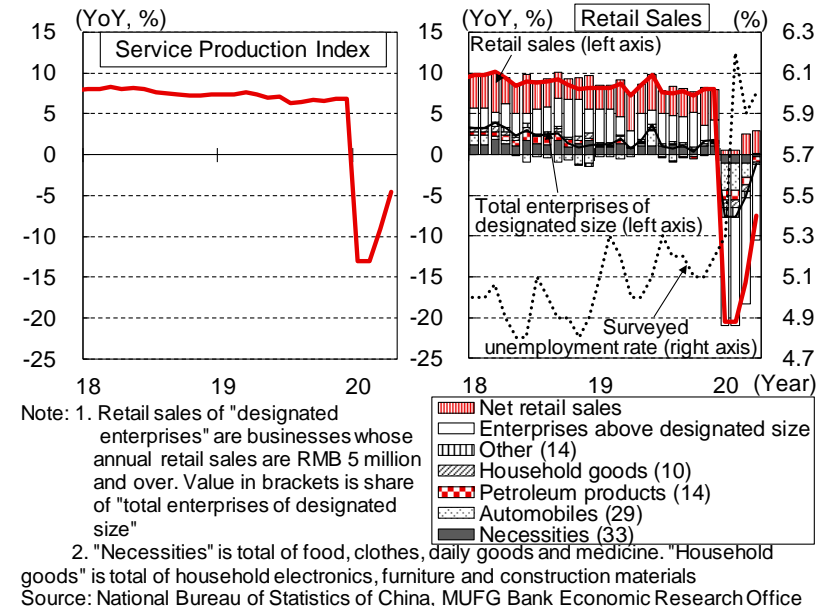 (YoY, %)
Service Production Index
15
10
5
0
-5
-10
-15
-20
-25
18
19
20
(YoY, %)
Retail Sales
(%)
Retail sales (left axis)
Total enterprises of
designated size (left axis)
Surveyed
unemployment rate (right axis)
15
10
5
0
-5
-10
-15
-20
-25
6.3
6.1
5.9
5.7
5.5
5.3
5.1
4.9
4.7
18
19
20
(Year)
Net retail sales
Enterprises above designated size
Other (14)
Household goods (10)
Petroleum products (14)
Automobiles (29)
Necessities (33)
Note: 1. Retail sales of "designated
enterprises" are businesses whose
annual retail sales are RMB 5 million
and over. Value in brackets is share
of "total enterprises of designated
size"
2. "Necessities" is total of food, clothes, daily goods and medicine. "Household
goods" is total of household electronics, furniture and construction materials
Source: National Bureau of Statistics of China, MUFG Bank Economic Research Office